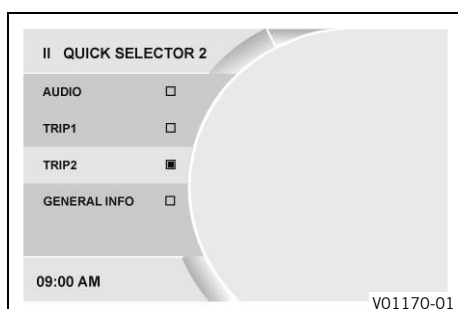 II QUICK SELECTOR 2
AUDIO
TRIP1
TRIP2
GENERAL INFO
09:00 AM
V01170-01